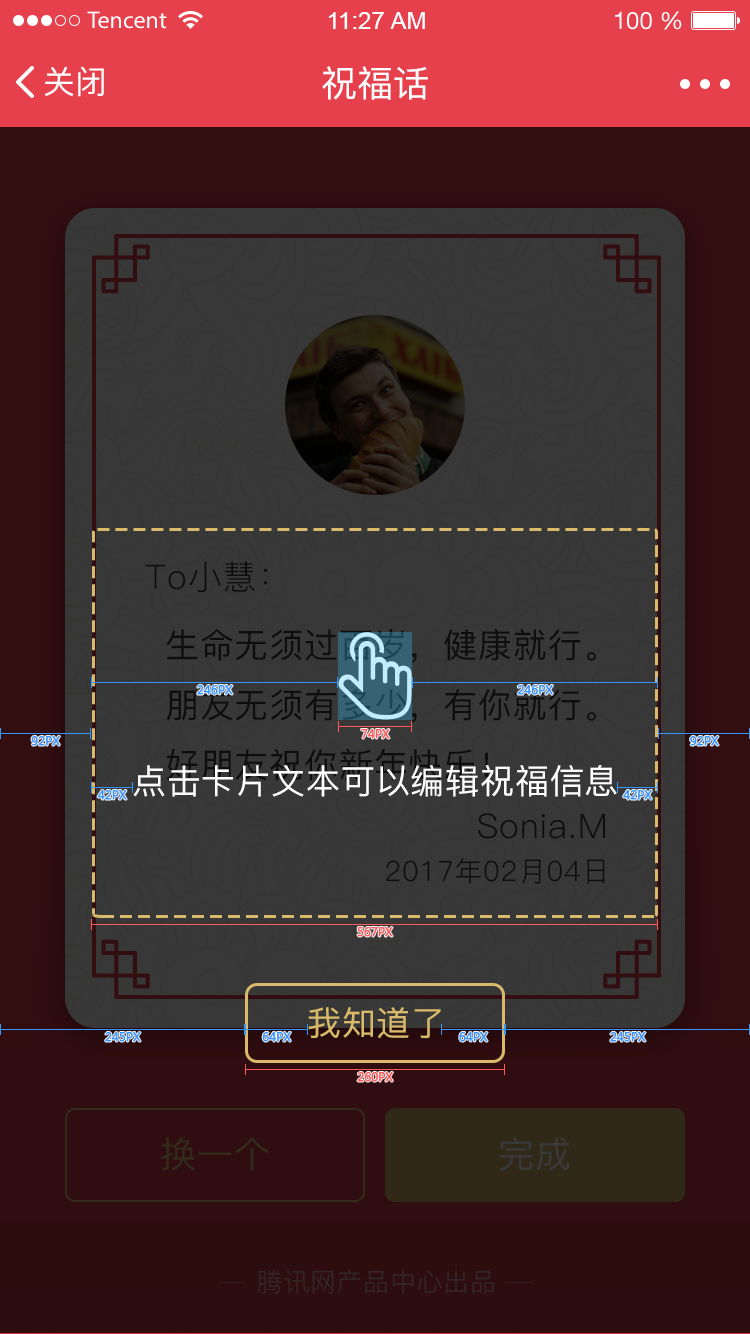 Tencent 11:27 AM 100 %
关闭 祝福话
To小慧：
生命无须过百岁，健康就行。
246PX 246PX
朋友无须有多少，有你就行。
92PX 74PX 92PX
好朋友祝你新年快乐！
点击卡片文本可以编辑祝福信息
42PX 42PX
Sonia.M
2017年02月04日
567PX
我知道了
245PX 64PX 64PX 245PX
260PX
换一个 完成
腾讯网产品中心出品